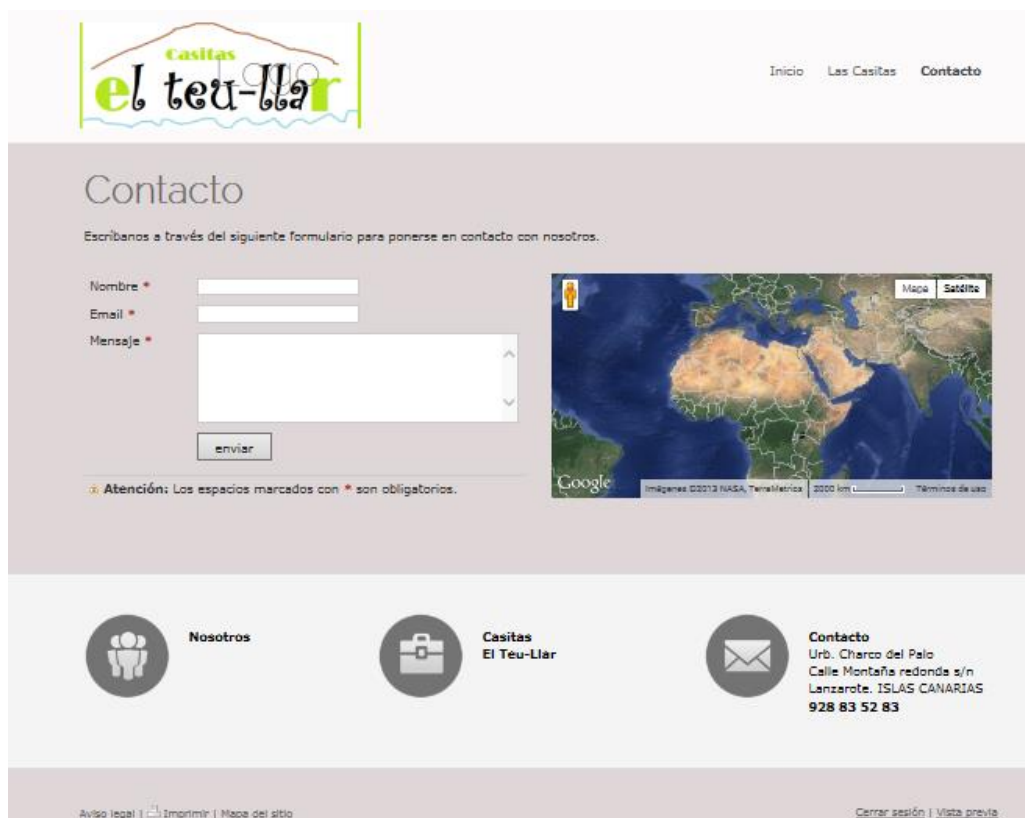 Casitas
Logo
el teu-llar
Inicio Las Casitas Contacto
Contacto
Escríbanos a través del siguiente formulario para ponerse en contacto con nosotros.
Nombre *
Email *
Mensaje *
enviar
Atención: Los espacios marcados con * son obligatorios.
Mapa Satélite
Google
Imágenes ©2013 NASA, TerraMetrics 2000 km Términos de uso
Nosotros
Casitas
El Teu-Llar
Contacto
Urb. Charco del Palo
Calle Montaña redonda s/n
Lanzarote. ISLAS CANARIAS
928 83 52 83
Aviso legal | Imprimir | Mapa del sitio
Cerrar sesión | Vista previa